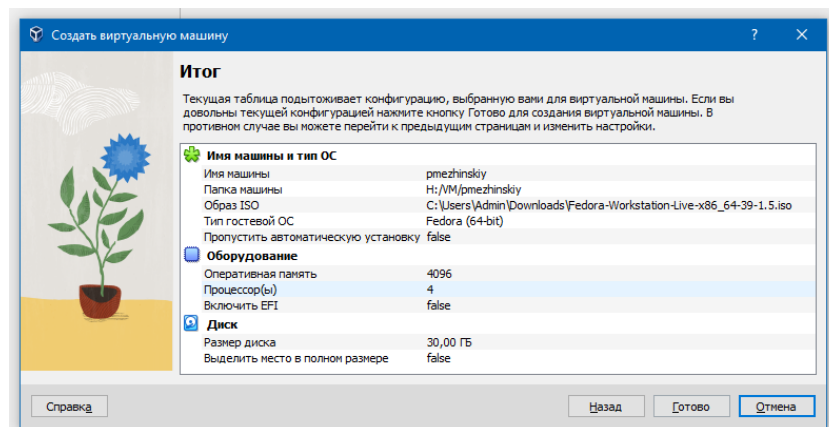 Создать виртуальную машину
?
Итог
Текущая таблица подытоживает конфигурацию, выбранную вами для виртуальной машины. Если вы
довольны текущей конфигурацией нажмите кнопку Готово для создания виртуальной машины. В
противном случае вы можете перейти к предыдущим страницам и изменить настройки.
Имя машины и тип ОС
Имя машины pmezhinskiy
Папка машины H:/VM/pmezhinskiy
Образ ISO C:\Users\Admin\Downloads\Fedora-Workstation-Live-x86_64-39-1.5.iso
Тип гостевой ОС Fedora (64-bit)
Пропустить автоматическую установку false
Оборудование
Оперативная память 4096
Процессор(ы) 4
Включить EFI false
Диск
Размер диска 30,00 ГБ
Выделить место в полном размере false
Справка Назад Готово Отмена